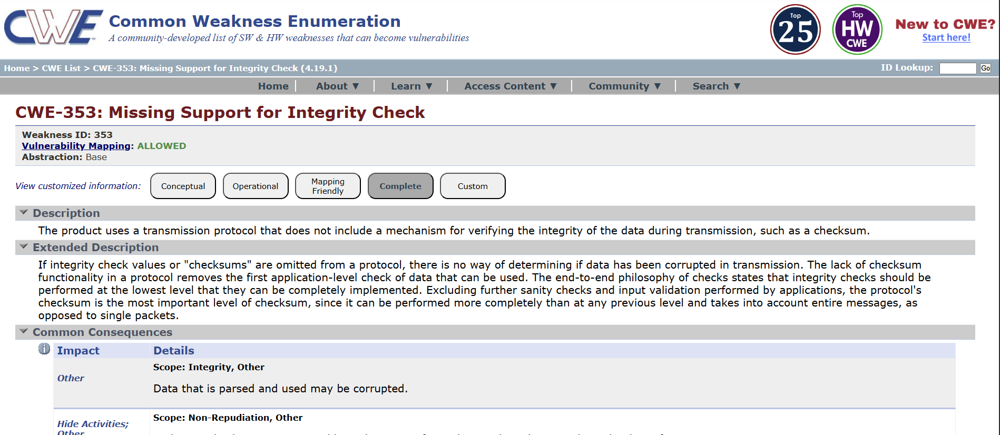 CWE
Common Weakness Enumeration
A community-developed list of SW & HW weaknesses that can become vulnerabilities
Top
25
Top
HW
CWE
New to CWE?
Start here!
Home > CWE List > CWE-353: Missing Support for Integrity Check (4.19.1)
ID Lookup:
Go
Home
About ▼
Learn ▼
Access Content ▼
Community ▼
Search ▼
CWE-353: Missing Support for Integrity Check
Weakness ID: 353
Vulnerability Mapping: ALLOWED
Abstraction: Base
View customized information:
Conceptual
Operational
Mapping
Friendly
Complete
Custom
Description
The product uses a transmission protocol that does not include a mechanism for verifying the integrity of the data during transmission, such as a checksum.
Extended Description
If integrity check values or "checksums" are omitted from a protocol, there is no way of determining if data has been corrupted in transmission. The lack of checksum
functionality in a protocol removes the first application-level check of data that can be used. The end-to-end philosophy of checks states that integrity checks should be
performed at the lowest level that they can be completely implemented. Excluding further sanity checks and input validation performed by applications, the protocol's
checksum is the most important level of checksum, since it can be performed more completely than at any previous level and takes into account entire messages, as
opposed to single packets.
Common Consequences
Impact
Details
Other
Scope: Integrity, Other
Data that is parsed and used may be corrupted.
Hide Activities;
Other
Scope: Non-Repudiation, Other